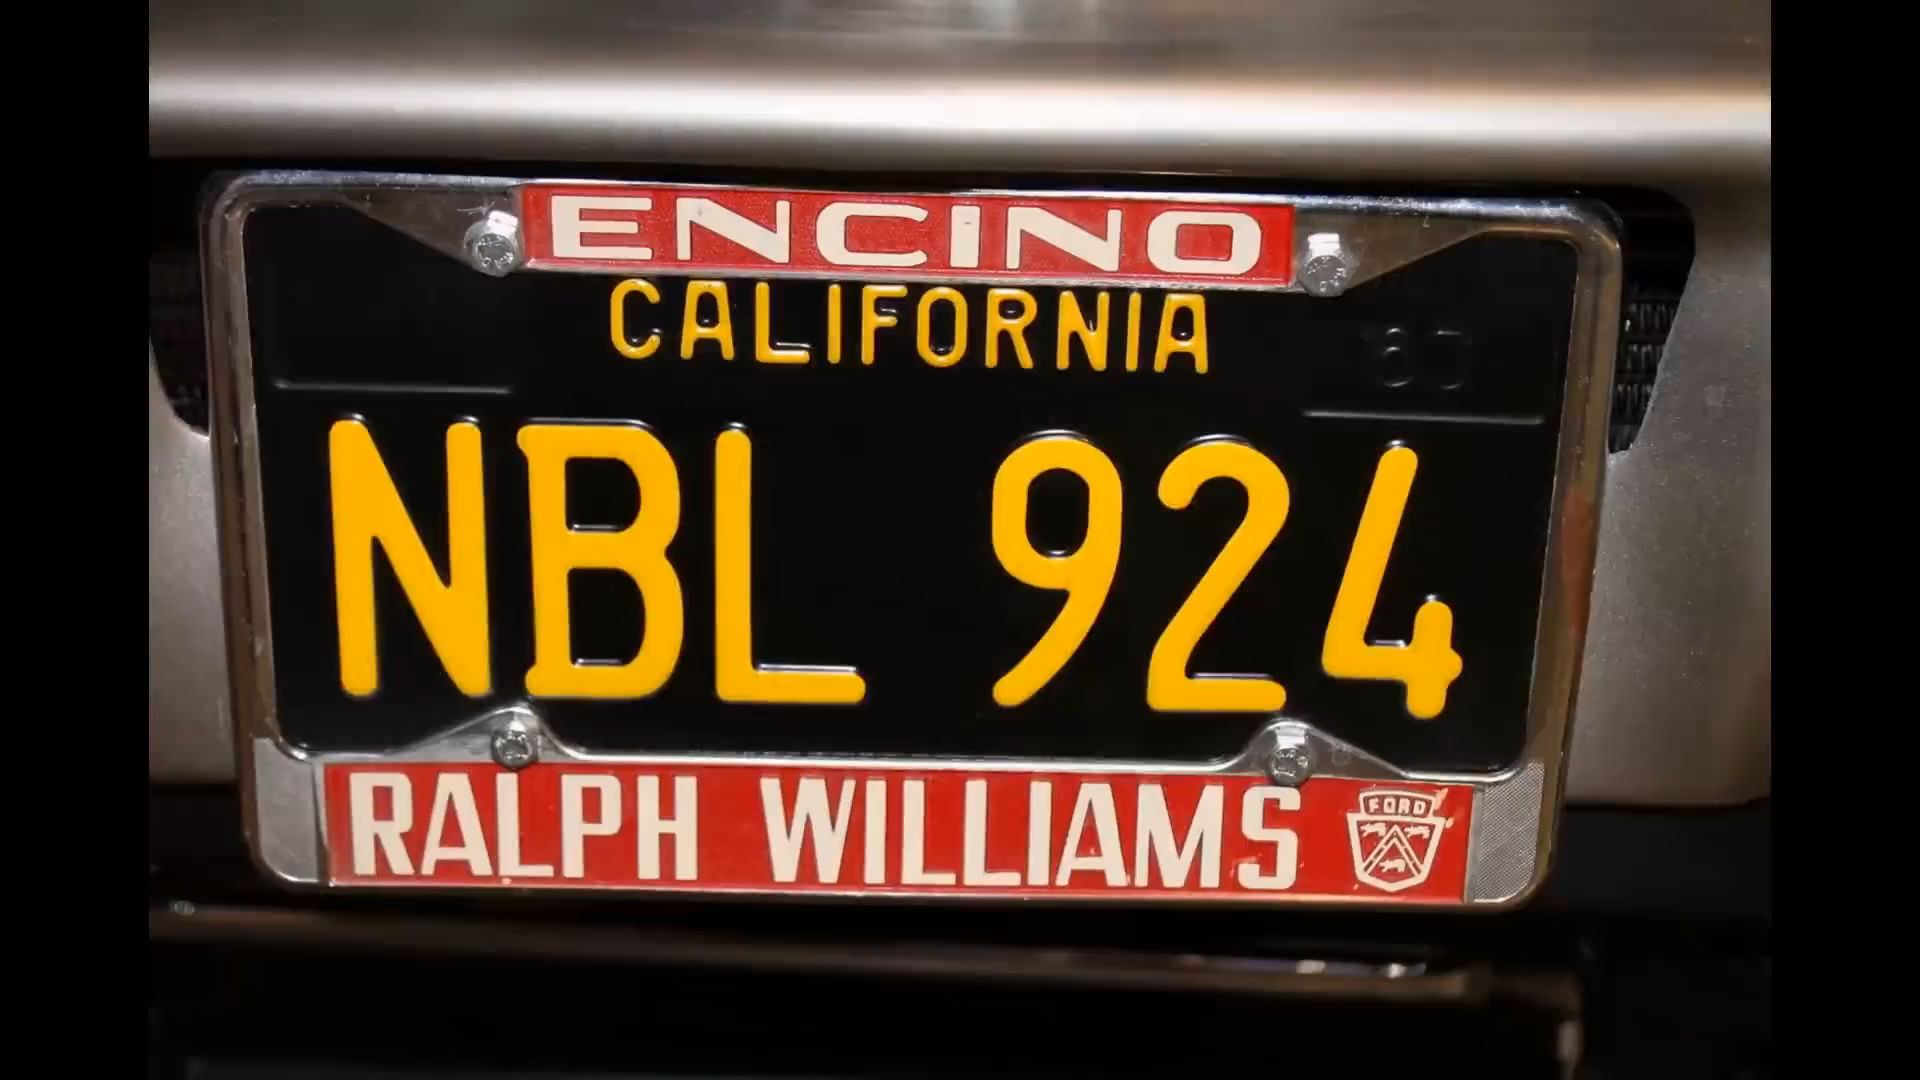 ENCINO
CALIFORNIA
NBL 924
RALPH WILLIAMS
FORD